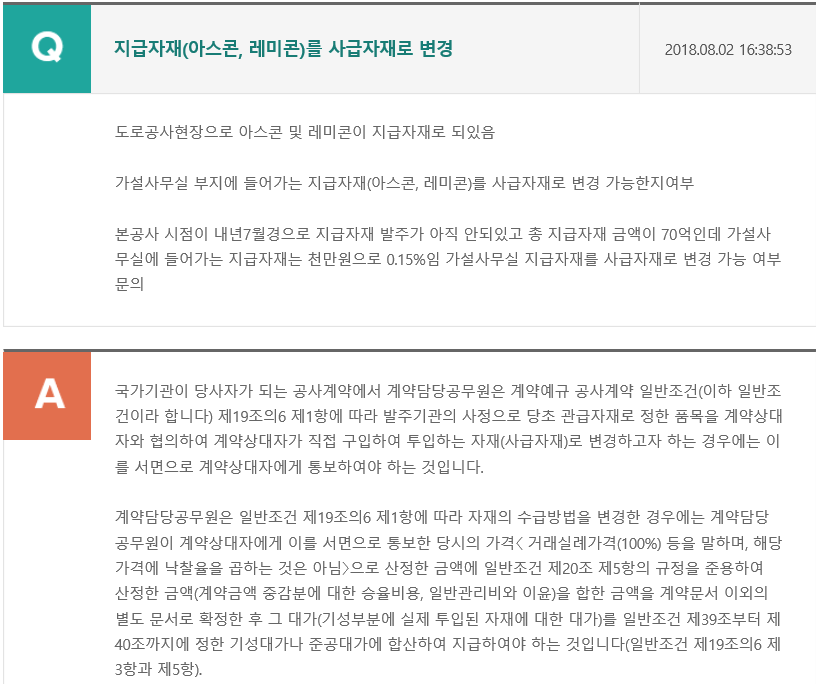 Q
지급자재(아스콘, 레미콘)를 사급자재로 변경
2018.08.02 16:38:53
도로공사현장으로 아스콘 및 레미콘이 지급자재로 되있음
가설사무실 부지에 들어가는 지급자재(아스콘, 레미콘)를 사급자재로 변경 가능한지여부
본공사 시점이 내년7월경으로 지급자재 발주가 아직 안되있고 총 지급자재 금액이 70억인데 가설사
무실에 들어가는 지급자재는 천만원으로 0.15%임 가설사무실 지급자재를 사급자재로 변경 가능 여부
문의
A
국가기관이 당사자가 되는 공사계약에서 계약담당공무원은 계약예규 공사계약 일반조건(이하 일반조
건이라 합니다) 제19조의6 제1항에 따라 발주기관의 사정으로 당초 관급자재로 정한 품목을 계약상대
자와 협의하여 계약상대자가 직접 구입하여 투입하는 자재(사급자재)로 변경하고자 하는 경우에는 이
를 서면으로 계약상대자에게 통보하여야 하는 것입니다.
계약담당공무원은 일반조건 제19조의6 제1항에 따라 자재의 수급방법을 변경한 경우에는 계약담당
공무원이 계약상대자에게 이를 서면으로 통보한 당시의 가격〈 거래실례가격(100%) 등을 말하며, 해당
가격에 낙찰율을 곱하는 것은 아님〉으로 산정한 금액에 일반조건 제20조 제5항의 규정을 준용하여
산정한 금액(계약금액 증감분에 대한 승율비용, 일반관리비와 이윤)을 합한 금액을 계약문서 이외의
별도 문서로 확정한 후 그 대가(기성부분에 실제 투입된 자재에 대한 대가)를 일반조건 제39조부터 제
40조까지에 정한 기성대가나 준공대가에 합산하여 지급하여야 하는 것입니다(일반조건 제19조의6 제
3항과 제5항).